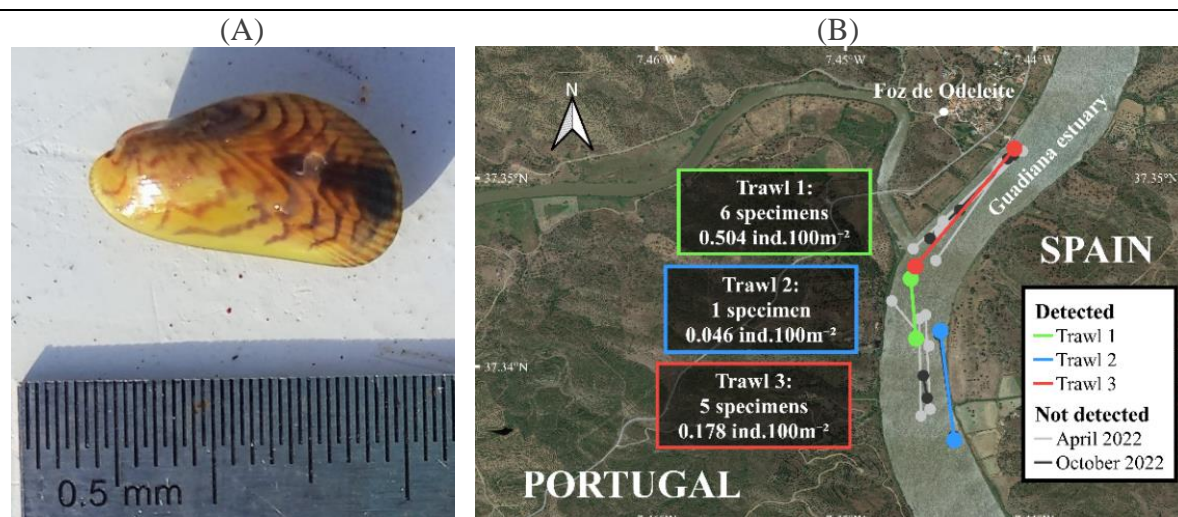 (A)
(B)
0.5 mm
7.46°W
7.45°W
7.44°W
N
Foz de Odeleite
Guadiana estuary
37.35°N
37.35°N
Trawl 1:
6 specimens
0.504 ind.100m⁻²
SPAIN
Trawl 2:
1 specimen
0.046 ind.100m⁻²
Detected
Trawl 1
Trawl 2
Trawl 3
37.34°N
Trawl 3:
5 specimens
0.178 ind.100m⁻²
Not detected
April 2022
October 2022
PORTUGAL